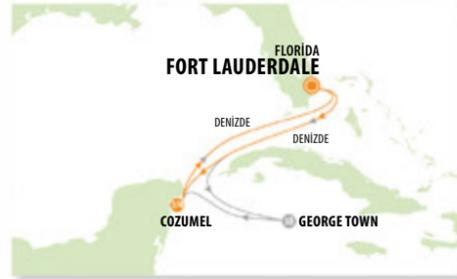 FLORİDA
FORT LAUDERDALE
DENİZDE
DENİZDE
COZUMEL
GEORGE TOWN